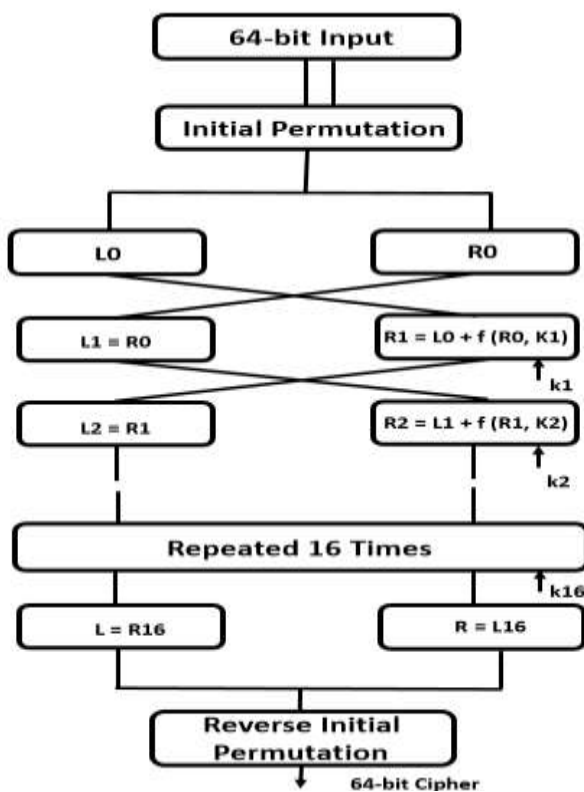 64-bit Input
Initial Permutation
L0
R0
L1 = R0
R1 = L0 + f (R0, K1)
k1
L2 = R1
R2 = L1 + f (R1, K2)
k2
Repeated 16 Times
k16
L = R16
R = L16
Reverse Initial
Permutation
64-bit Cipher